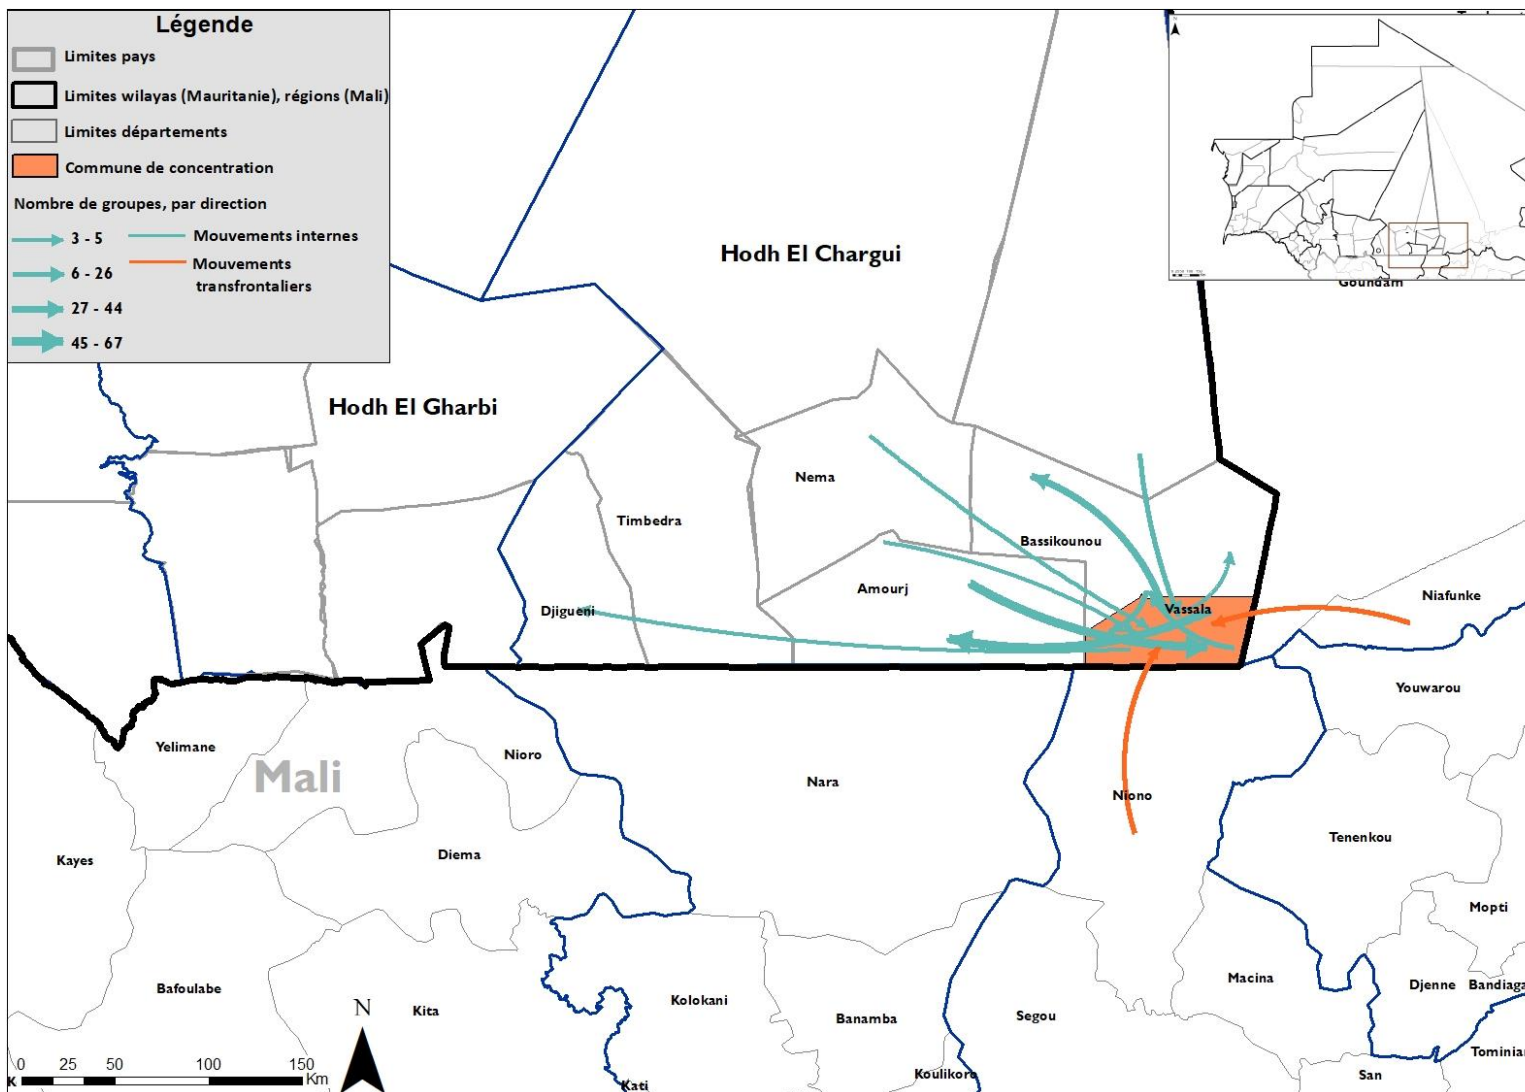 Légende
Limites pays
Limites wilayas (Mauritanie), régions (Mali)
Limites départements
Commune de concentration
Nombre de groupes, par direction
3 - 5
Mouvements internes
6 - 26
Mouvements
transfrontaliers
27 - 44
45 - 67
Goundam
Hodh El Chargui
Hodh El Gharbi
Nema
Timbedra
Bassikounou
Amourj
Djigueni
Vassala
Niafunke
Youwarou
Yelimane
Nioro
Mali
Nara
Niono
Tenenkou
Kayes
Diema
Mopti
Bafoulabe
Kita
Kolokani
Banamba
Segou
Macina
Djenne
Bandiaga
Koulikoro
Kati
San
Tominia
N
0 25 50 100 150
Km
K